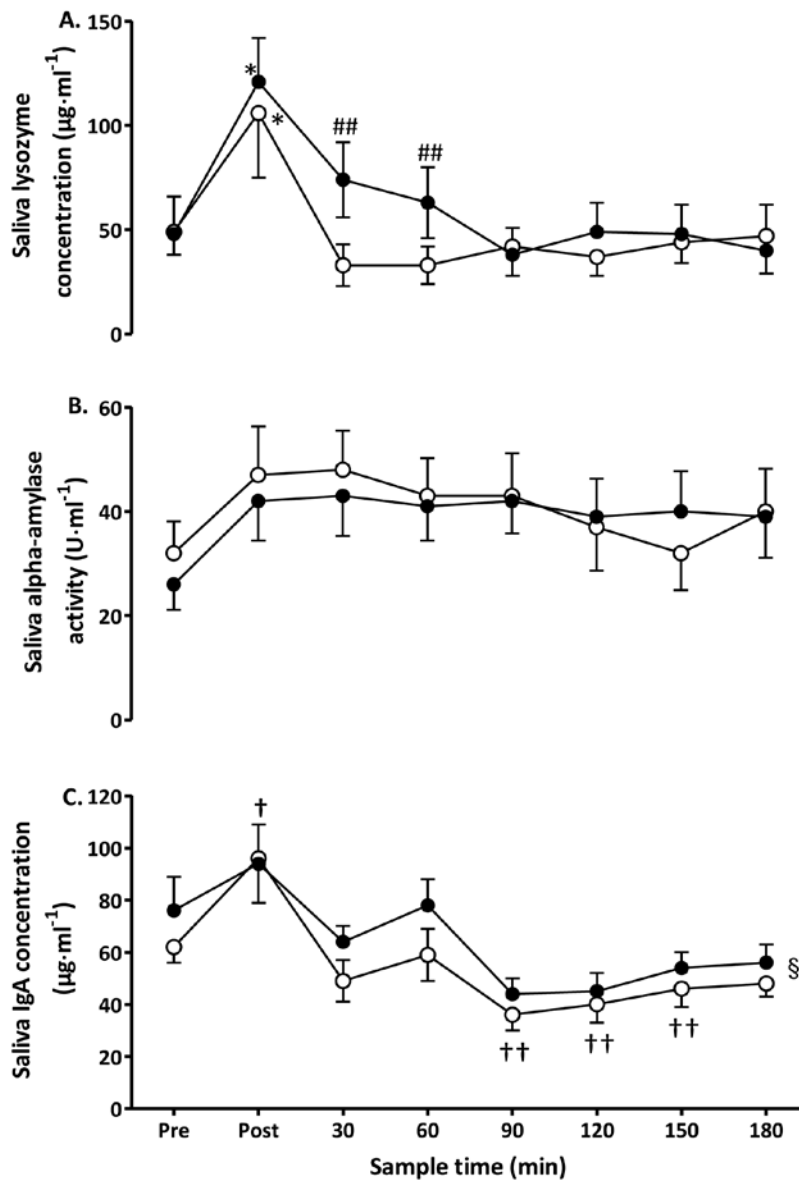 A.
Saliva lysozyme
concentration (µg·ml⁻¹)
150
100
50
0
*
*
##
##
B.
Saliva alpha-amylase
activity (U·ml⁻¹)
60
40
20
0
C.
Saliva IgA concentration
(µg·ml⁻¹)
120
100
80
60
40
20
0
†
††
††
††
§
Pre Post 30 60 90 120 150 180
Sample time (min)